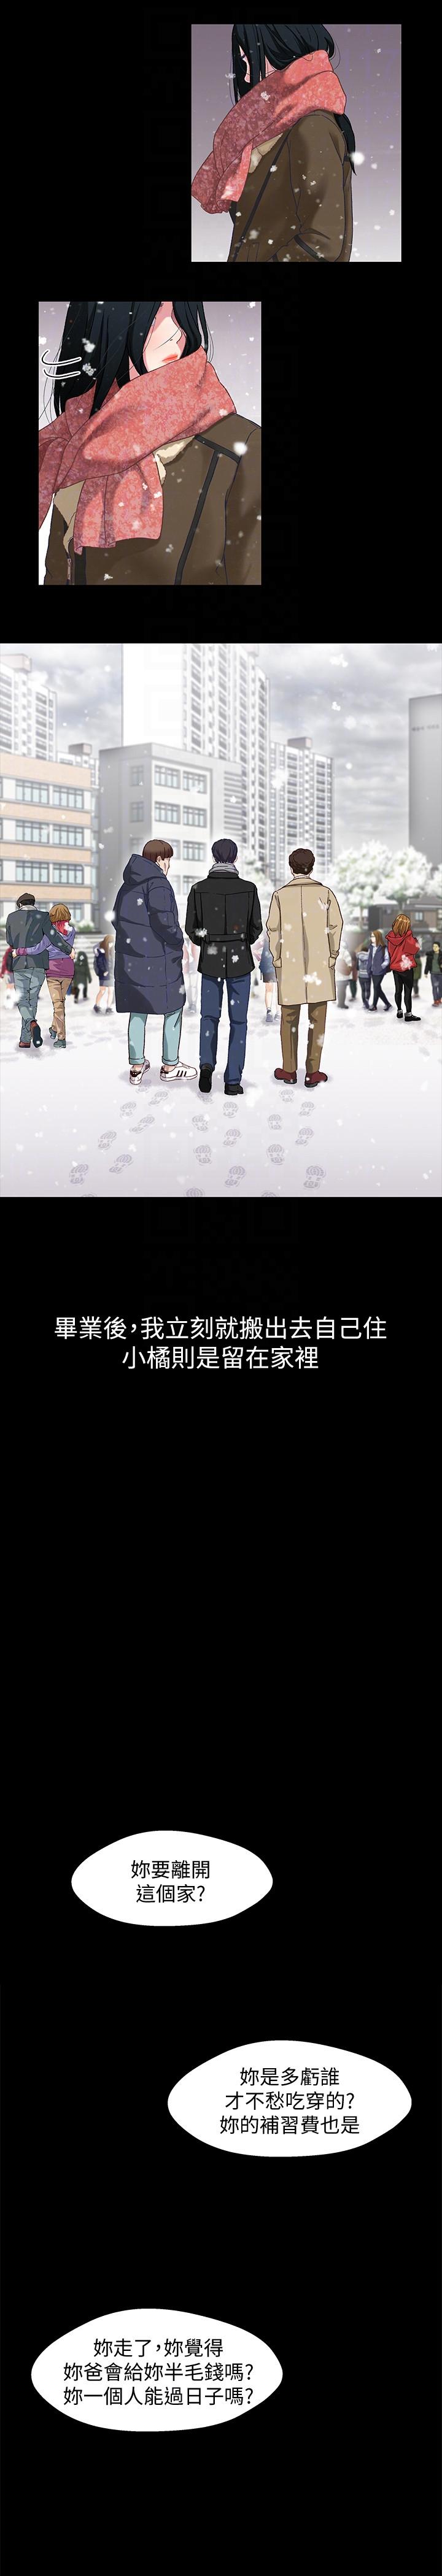 畢業後,我立刻就搬出去自己住
小橘則是留在家裡
妳要離開
這個家?
妳是多虧誰
才不愁吃穿的?
妳的補習費也是
妳走了,妳覺得
妳爸會給妳半毛錢嗎?
妳一個人能過日子嗎?